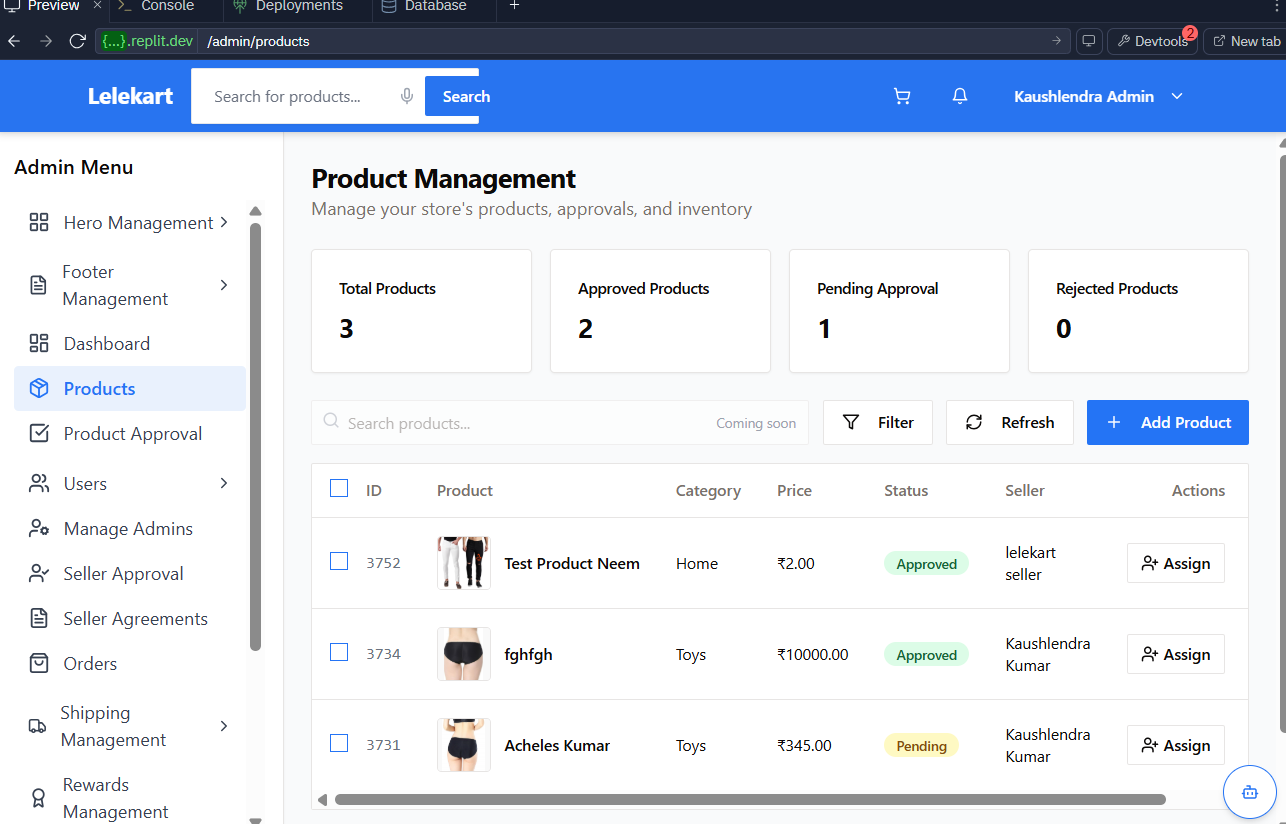 Preview
Console
Deployments
Database
{...}.replit.dev /admin/products
Devtools 2
New tab
Lelekart
Search for products...
Search
Kaushlendra Admin
Admin Menu
Hero Management
Footer
Management
Dashboard
Products
Product Approval
Users
Manage Admins
Seller Approval
Seller Agreements
Orders
Shipping
Management
Rewards
Management
Product Management
Manage your store's products, approvals, and inventory
Total Products
3
Approved Products
2
Pending Approval
1
Rejected Products
0
Search products...
Coming soon
Filter
Refresh
+ Add Product
ID Product Category Price Status Seller Actions
3752 Test Product Neem Home ₹2.00 Approved lelekart
seller
Assign
3734 fghfgh Toys ₹10000.00 Approved Kaushlendra
Kumar
Assign
3731 Acheles Kumar Toys ₹345.00 Pending Kaushlendra
Kumar
Assign